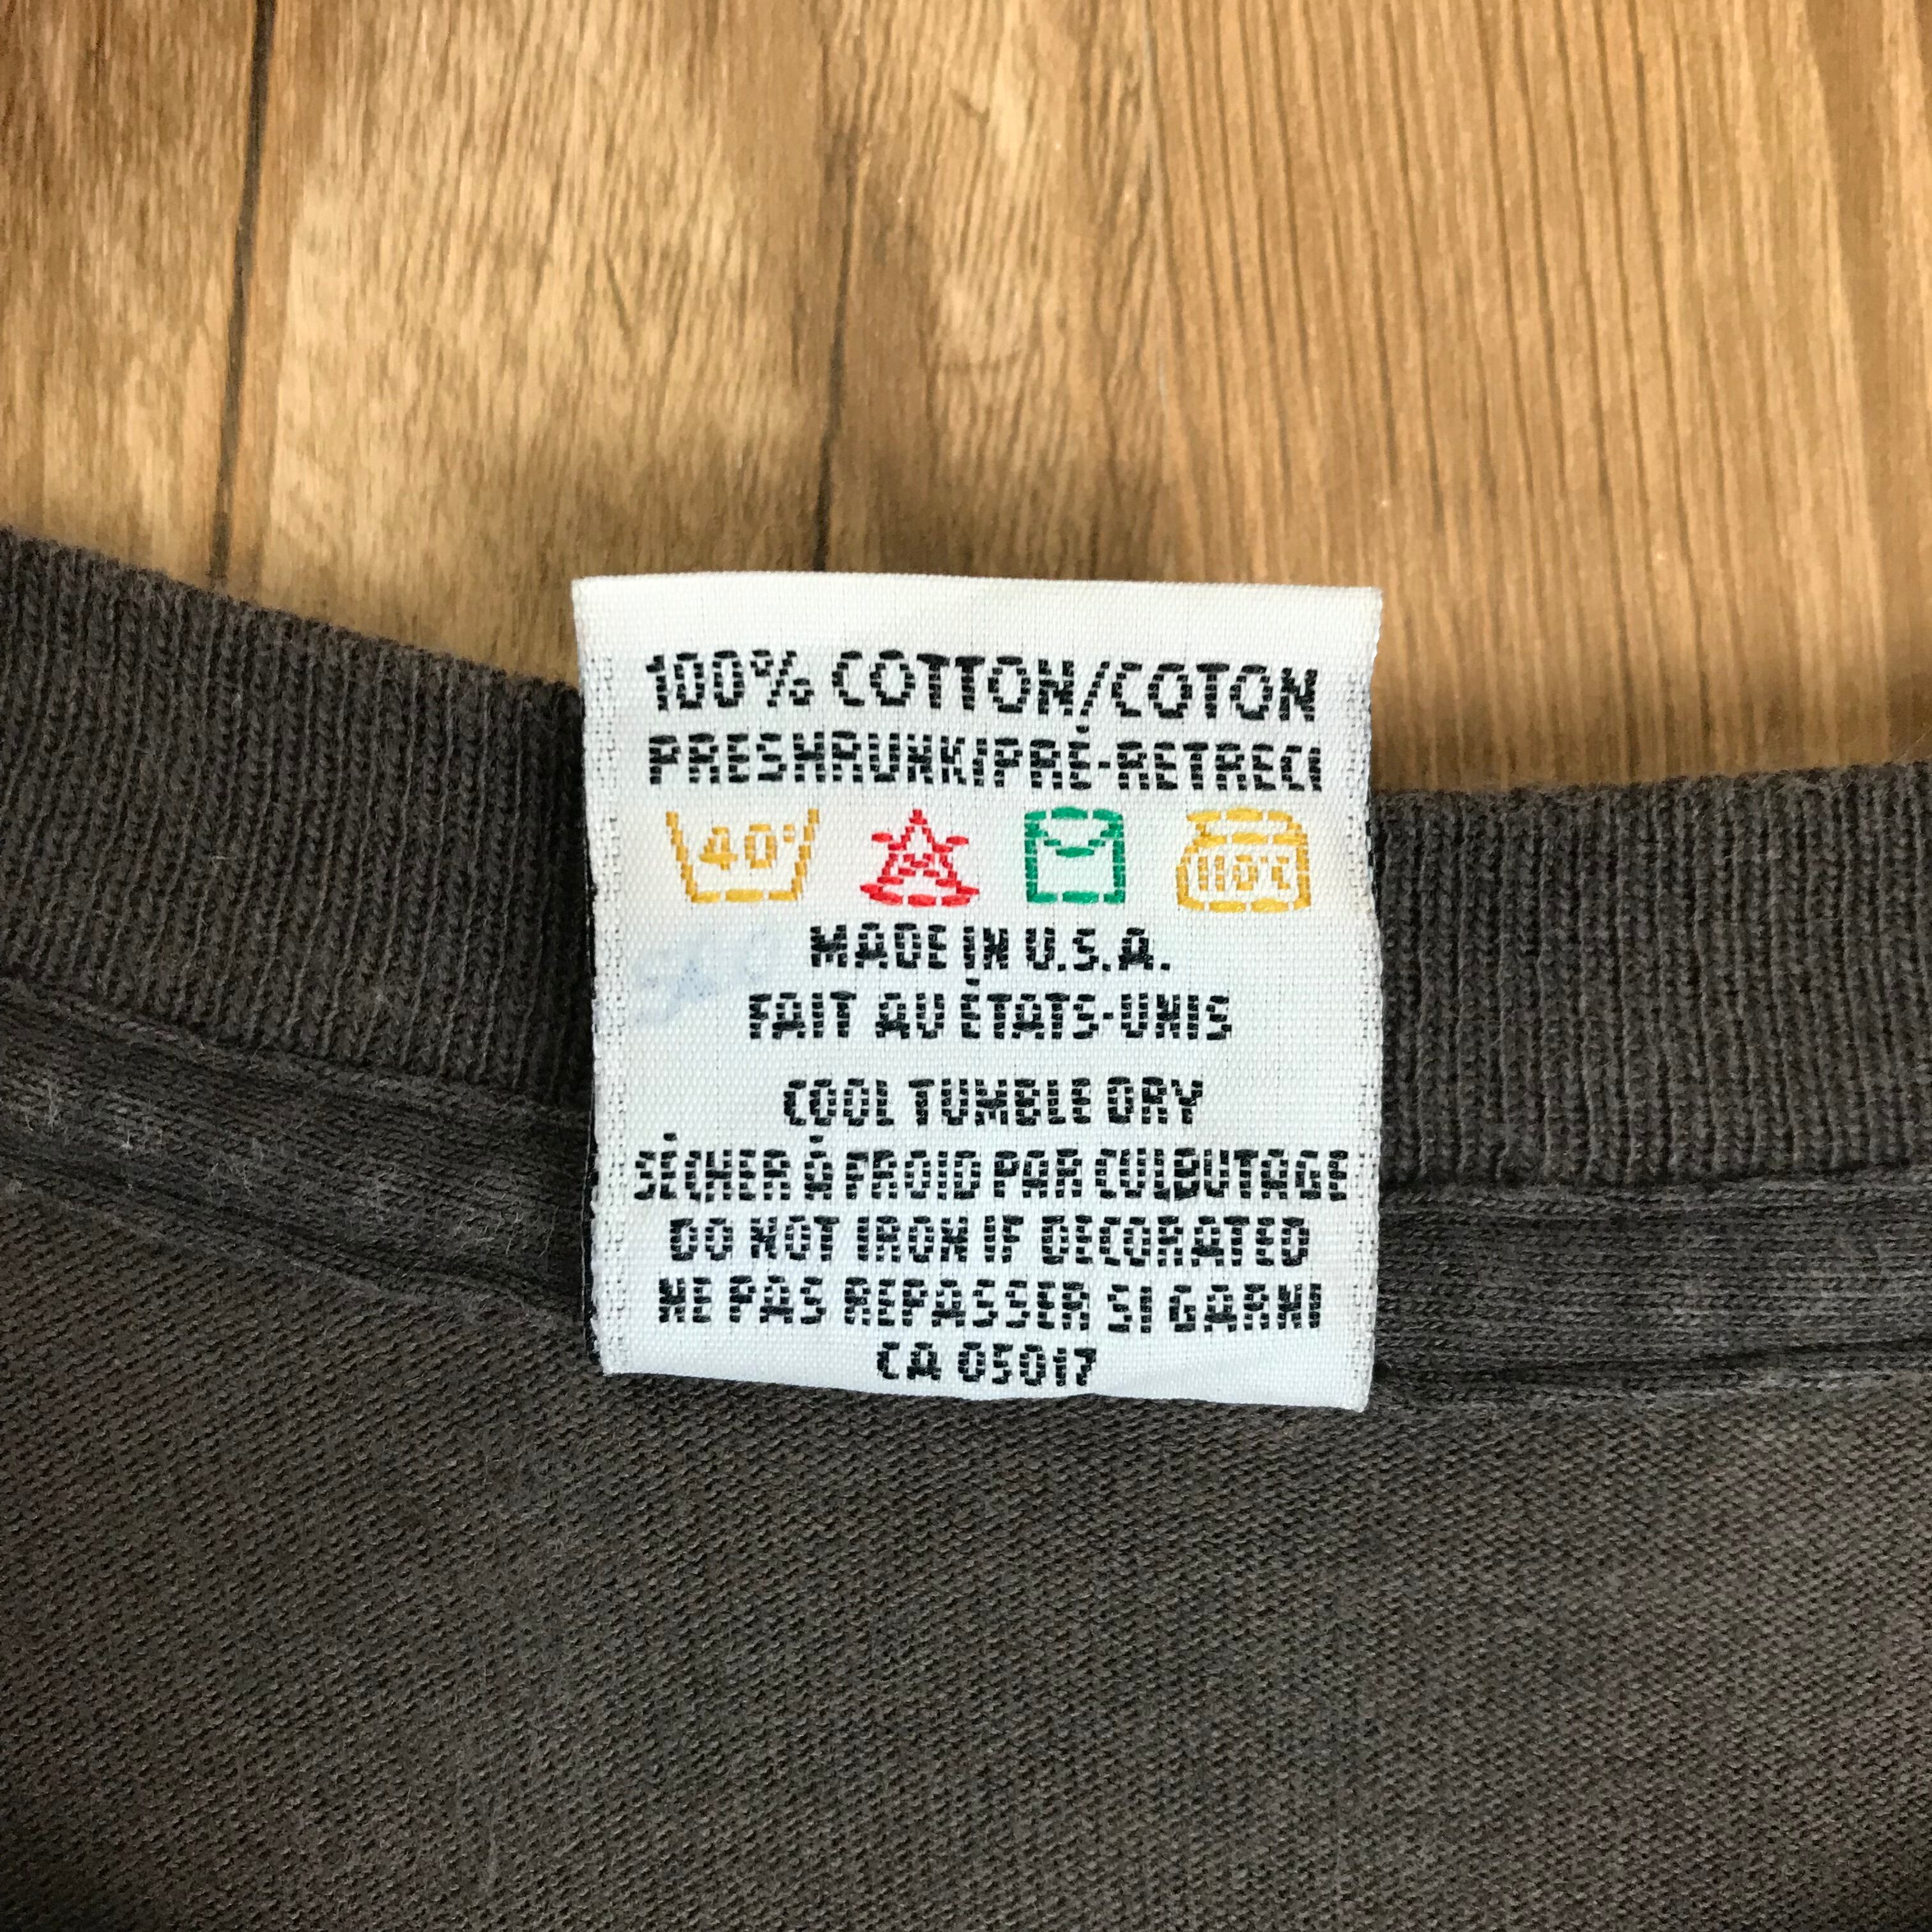 100% COTTON/COTON
PRESHRUNK/PRÉ-RETRECI
40° 110°C
MADE IN U.S.A.
FAIT AU ÉTATS-UNIS
COOL TUMBLE DRY
SÉCHER À FROID PAR CULBUTAGE
DO NOT IRON IF DECORATED
NE PAS REPASSER SI GARNI
CA 05017